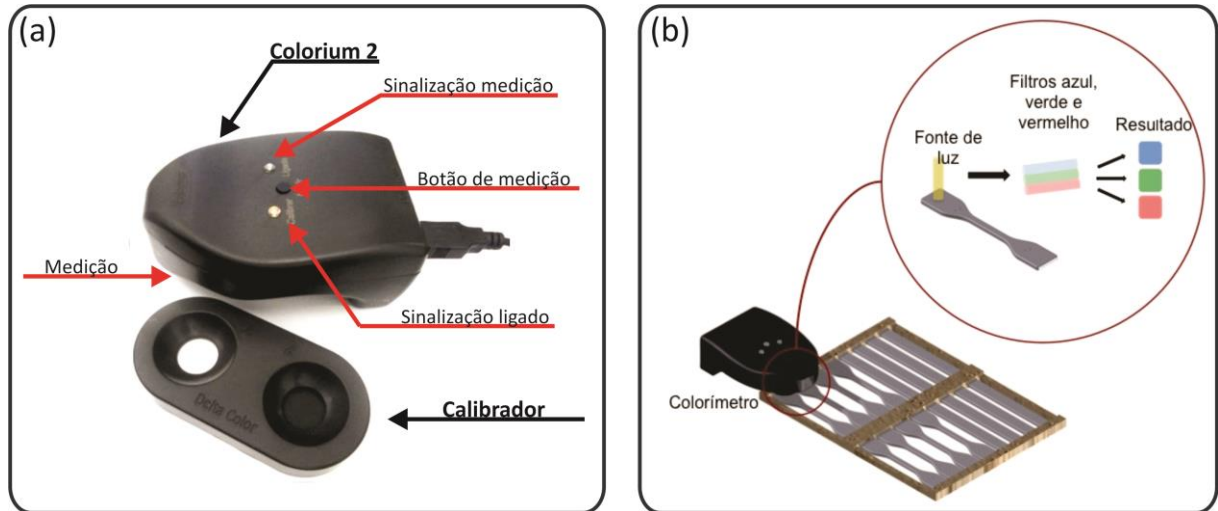 (a)
Colorium 2
Sinalização medição
Botão de medição
Medição
Sinalização ligado
Delta Color
Calibrador
(b)
Filtros azul,
verde e
vermelho
Fonte de
luz
Resultado
Colorímetro